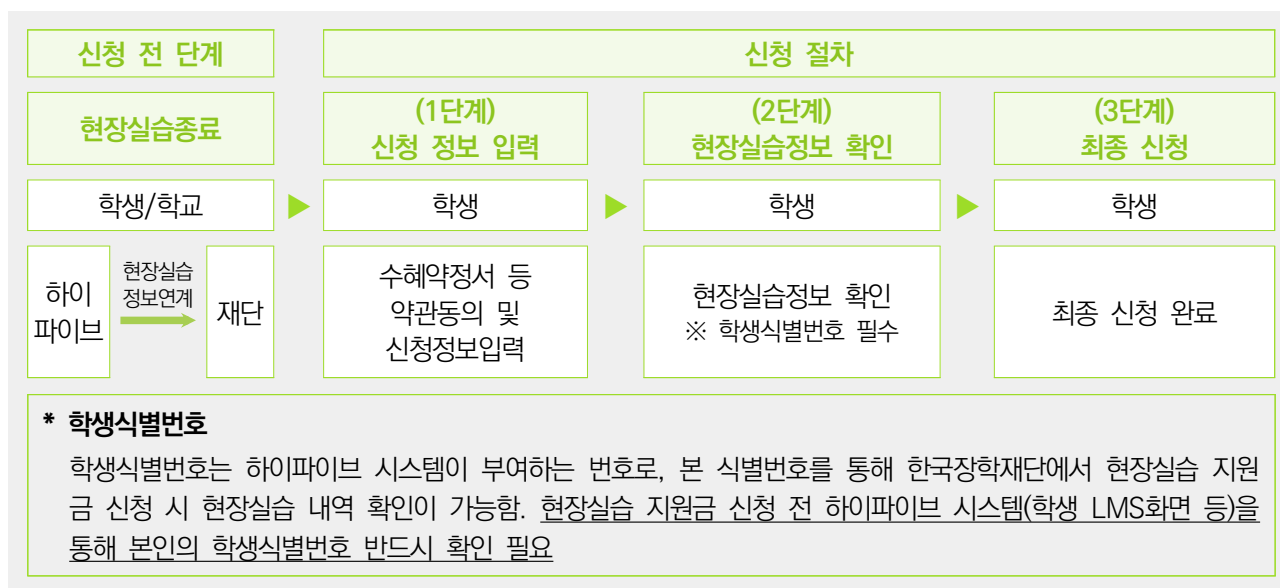 신청 전 단계
신청 절차
현장실습종료
(1단계)
신청 정보 입력
(2단계)
현장실습정보 확인
(3단계)
최종 신청
학생/학교
학생
학생
학생
하이
파이브
현장실습
정보연계
재단
수혜약정서 등
약관동의 및
신청정보입력
현장실습정보 확인
※ 학생식별번호 필수
최종 신청 완료
* 학생식별번호
학생식별번호는 하이파이브 시스템이 부여하는 번호로, 본 식별번호를 통해 한국장학재단에서 현장실습 지원
금 신청 시 현장실습 내역 확인이 가능함. 현장실습 지원금 신청 전 하이파이브 시스템(학생 LMS화면 등)을
통해 본인의 학생식별번호 반드시 확인 필요